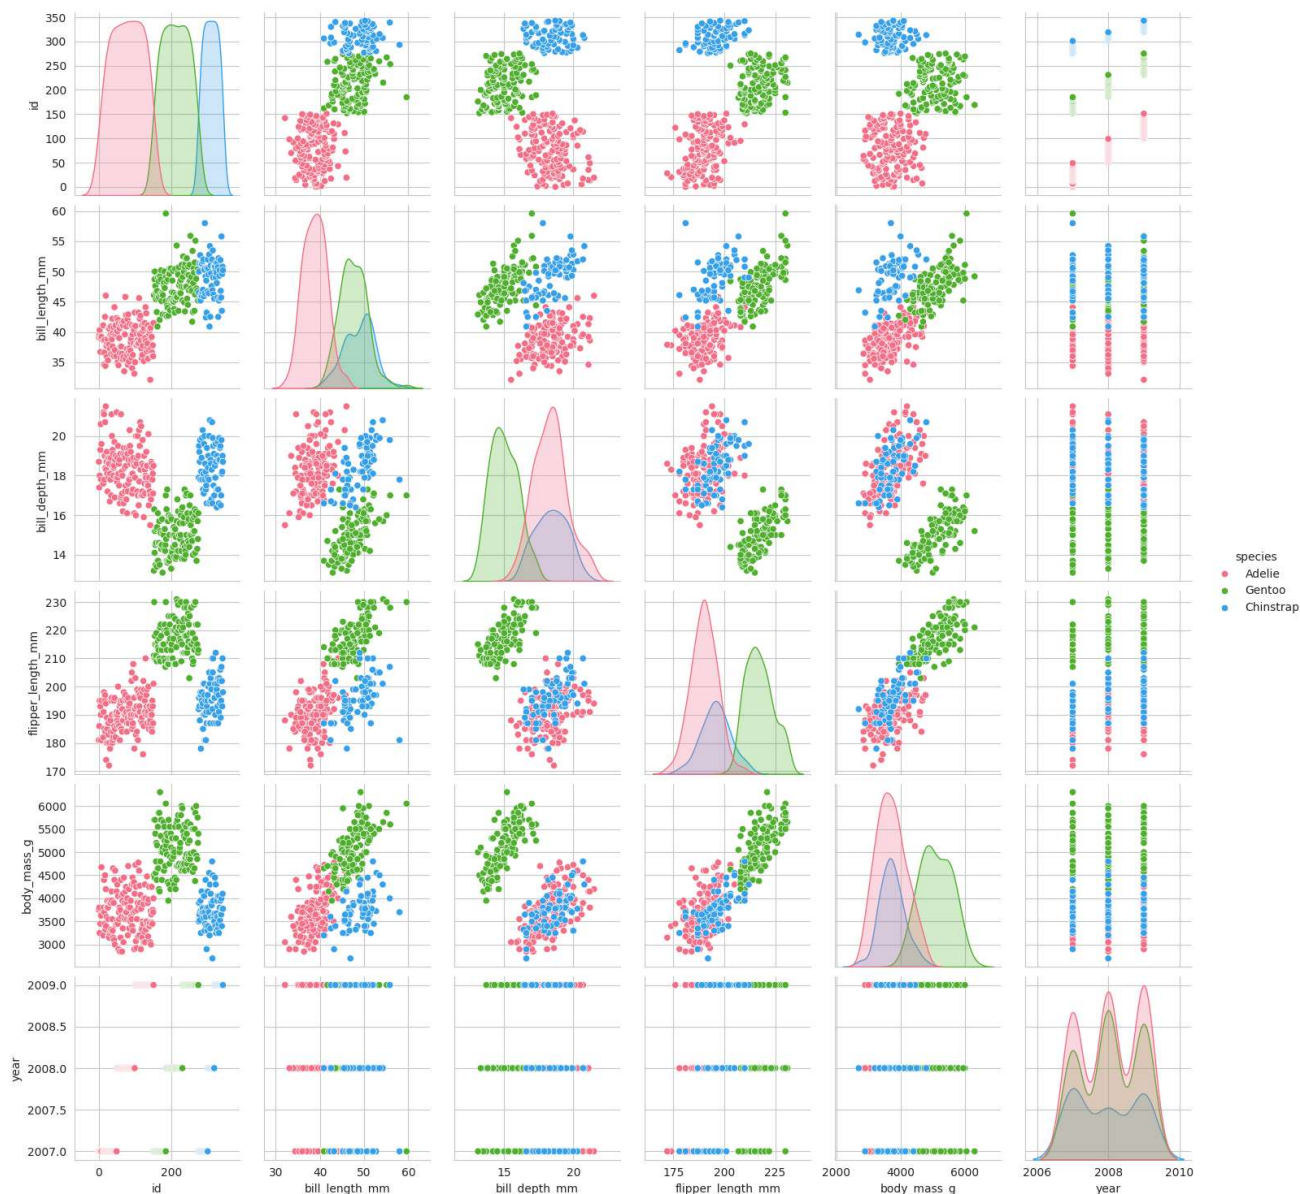 350
300
250
200
150
100
50
0
id
60
55
50
45
40
35
bill_length_mm
20
18
16
14
bill_depth_mm
230
220
210
200
190
180
170
flipper_length_mm
6000
5500
5000
4500
4000
3500
3000
body_mass_g
2009.0
2008.5
2008.0
2007.5
2007.0
year
0 200
id
30 40 50 60
bill_length_mm
15 20
bill_depth_mm
175 200 225
flipper_length_mm
2000 4000 6000
body_mass_g
2006 2008 2010
year
species
Adelie
Gentoo
Chinstrap